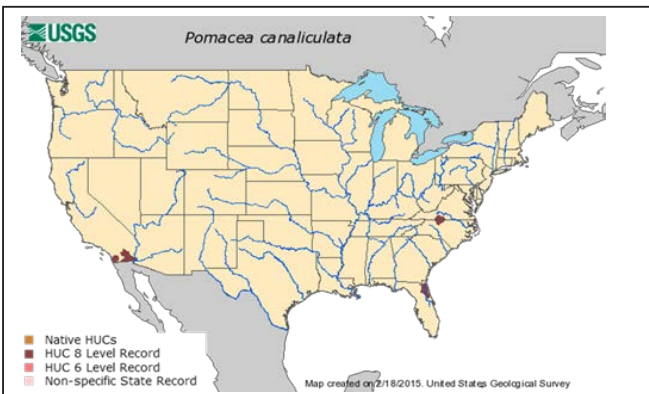 USGS
Pomacea canaliculata
Native HUCs
HUC 8 Level Record
HUC 6 Level Record
Non-specific State Record
Map created on 2/18/2015. United States Geological Survey